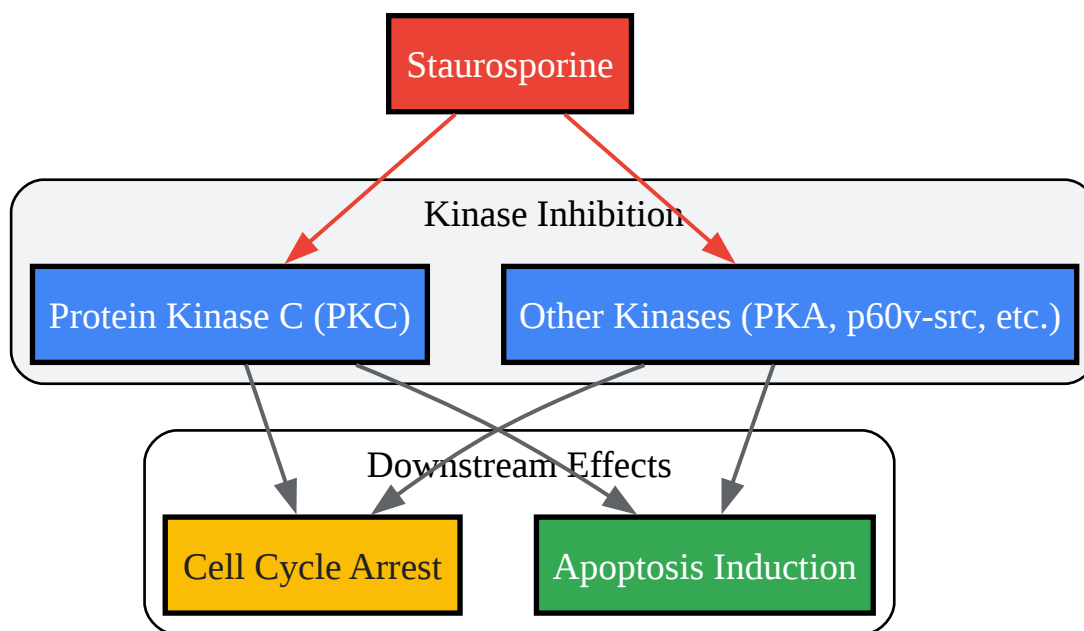 Staurosporine
Kinase Inhibition
Protein Kinase C (PKC)
Other Kinases (PKA, p60v-src, etc.)
Downstream Effects
Cell Cycle Arrest
Apoptosis Induction